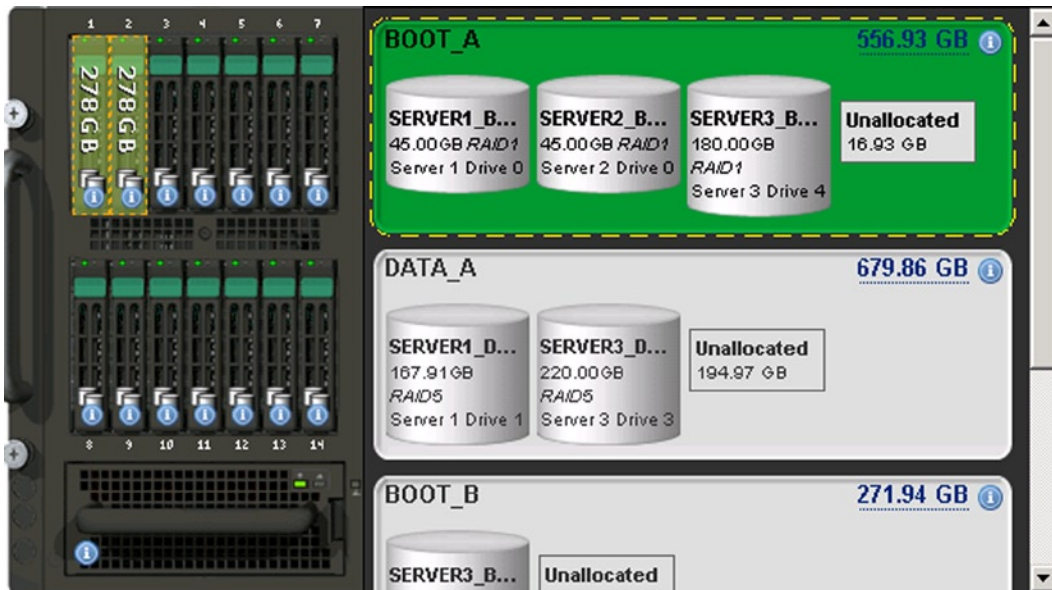 1 2 3 4 5 6 7
278GB 278GB
8 9 10 11 12 13 14
BOOT_A 556.93 GB
SERVER1_B...
45.00GB RAID1
Server 1 Drive 0
SERVER2_B...
45.00GB RAID1
Server 2 Drive 0
SERVER3_B...
180.00GB
RAID1
Server 3 Drive 4
Unallocated
16.93 GB
DATA_A 679.86 GB
SERVER1_D...
167.91GB
RAID5
Server 1 Drive 1
SERVER3_D...
220.00GB
RAID5
Server 3 Drive 3
Unallocated
194.97 GB
BOOT_B 271.94 GB
SERVER3_B...
Unallocated